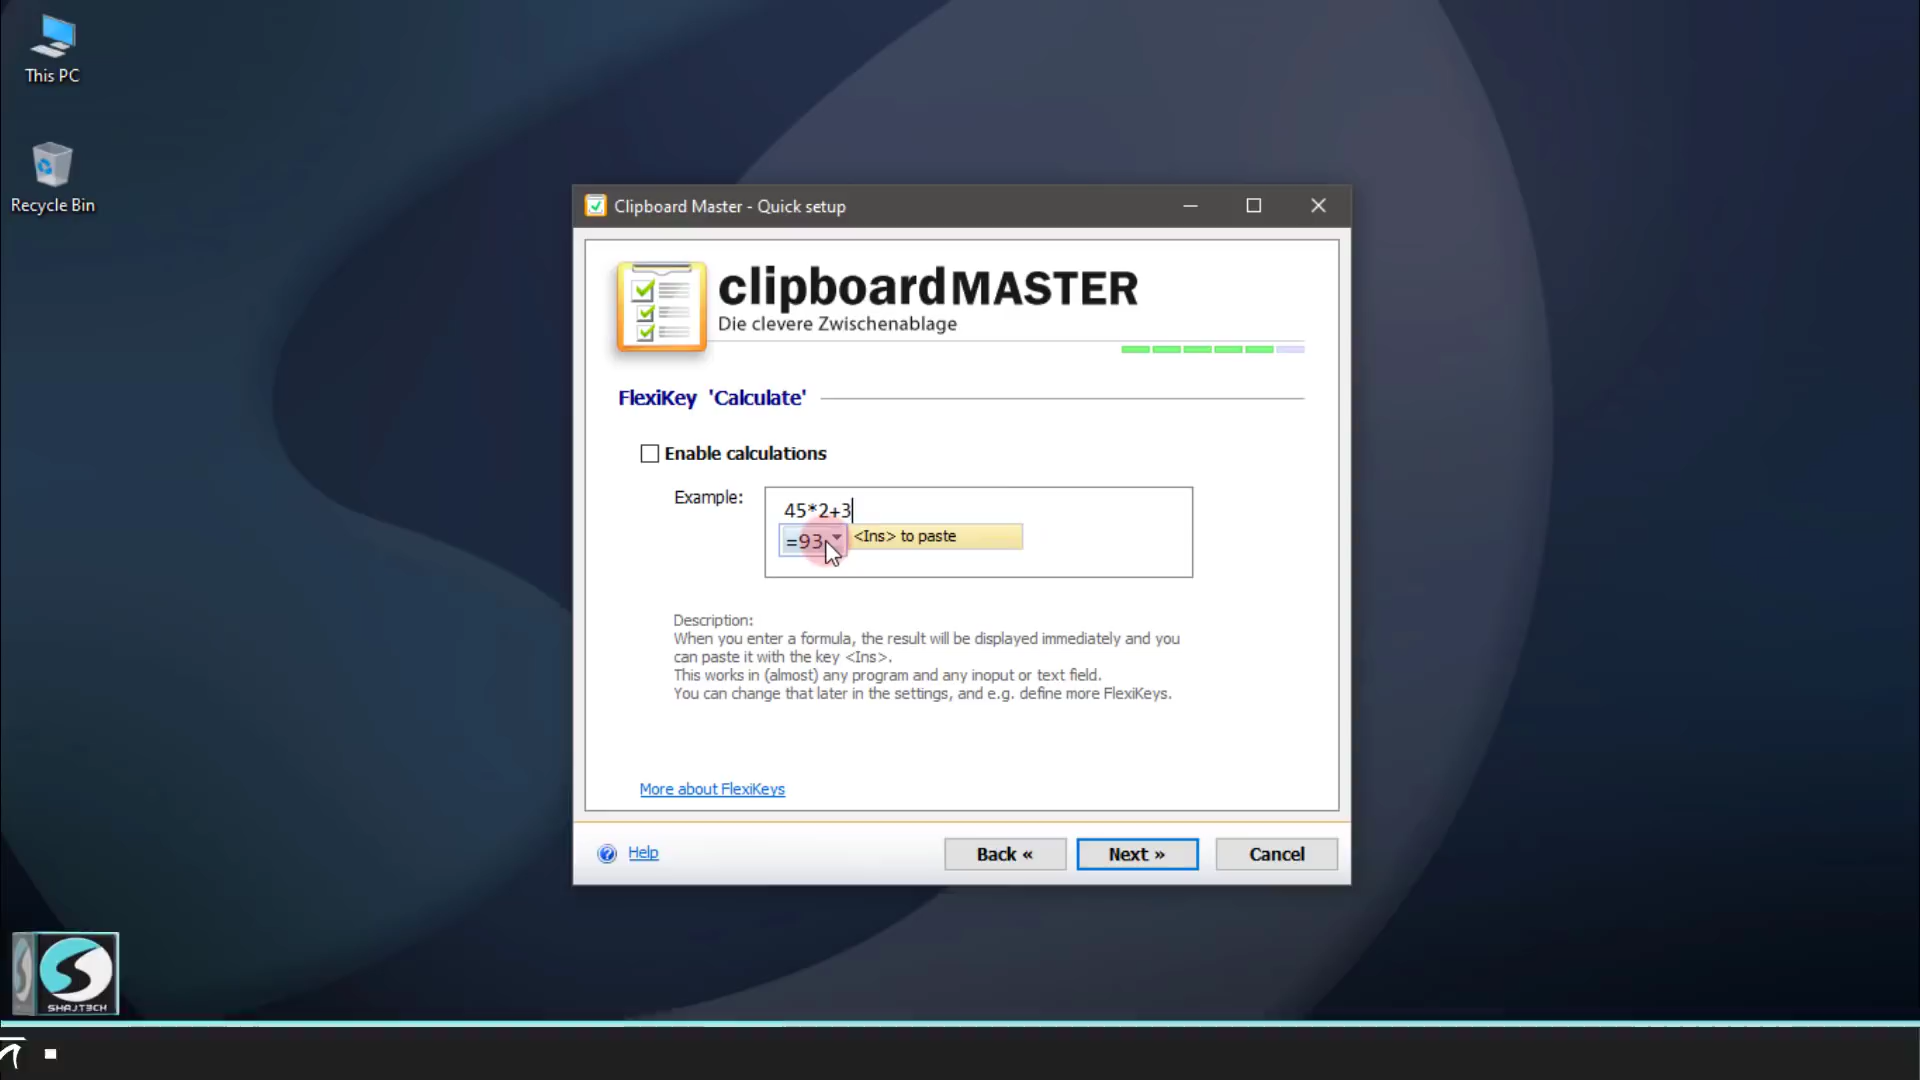 This PC
Recycle Bin
Clipboard Master - Quick setup
clipboardMASTER
Die clevere Zwischenablage
FlexiKey 'Calculate'
Enable calculations
Example:
45*2+3
=93
<Ins> to paste
Description:
When you enter a formula, the result will be displayed immediately and you
can paste it with the key <Ins>.
This works in (almost) any program and any inoput or text field.
You can change that later in the settings, and e.g. define more FlexiKeys.
More about FlexiKeys
Help
Back «
Next »
Cancel
SHAJ.T3CH